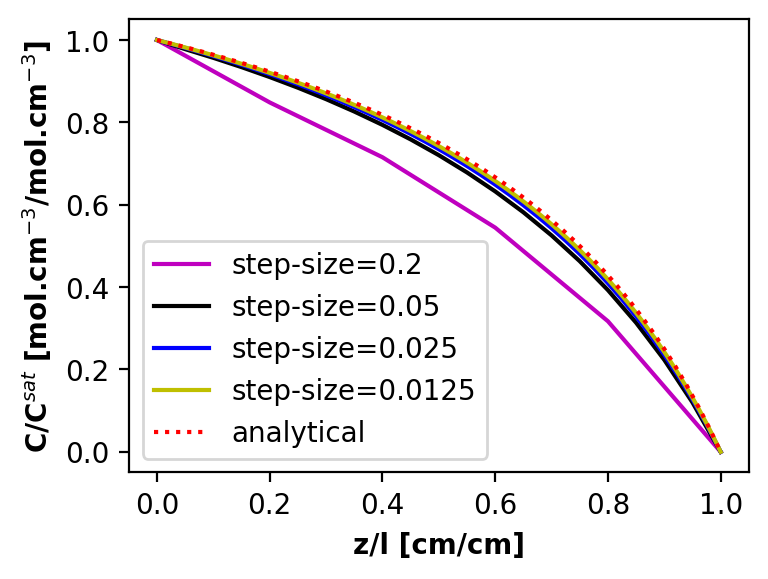 1.0
0.8
0.6
0.4
0.2
0.0
C/C^sat [mol.cm^−3/mol.cm^−3]
step-size=0.2
step-size=0.05
step-size=0.025
step-size=0.0125
analytical
0.0 0.2 0.4 0.6 0.8 1.0
z/l [cm/cm]